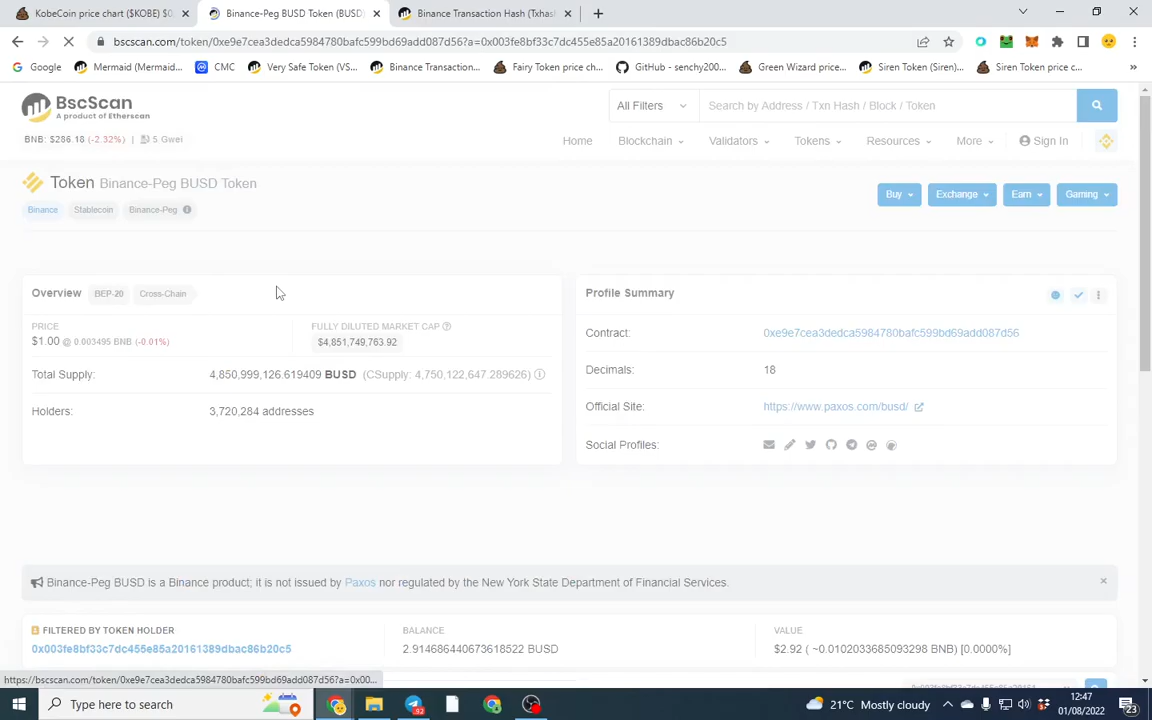 KobeCoin price chart ($KOBE) $0.
Binance-Peg BUSD Token (BUSD)
Binance Transaction Hash (Txhas
bscscan.com/token/0xe9e7cea3dedca5984780bafc599bd69add087d56?a=0x003fe8bf33c7dc455e85a20161389dbac86b20c5
Google
Mermaid (Mermaid...
CMC
Very Safe Token (VS...
Binance Transaction...
Fairy Token price ch...
GitHub - senchy200...
Green Wizard price...
Siren Token (Siren)...
Siren Token price c...
»
BscScan
A product of Etherscan
All Filters
Search by Address / Txn Hash / Block / Token
BNB: $286.18 (-2.32%) | 5 Gwei
Home
Blockchain
Validators
Tokens
Resources
More
Sign In
Token Binance-Peg BUSD Token
Buy
Exchange
Earn
Gaming
Binance
Stablecoin
Binance-Peg
Overview
BEP-20
Cross-Chain
Profile Summary
PRICE
$1.00 @ 0.003495 BNB (-0.01%)
FULLY DILUTED MARKET CAP
$4,851,749,763.92
Contract:
0xe9e7cea3dedca5984780bafc599bd69add087d56
Total Supply:
4,850,999,126.619409 BUSD (CSupply: 4,750,122,647.289626)
Decimals:
18
Holders:
3,720,284 addresses
Official Site:
https://www.paxos.com/busd/
Social Profiles:
Binance-Peg BUSD is a Binance product; it is not issued by Paxos nor regulated by the New York State Department of Financial Services.
FILTERED BY TOKEN HOLDER
0x003fe8bf33c7dc455e85a20161389dbac86b20c5
BALANCE
2.914686440673618522 BUSD
VALUE
$2.92 ( ~0.0102033685093298 BNB) [0.0000%]
https://bscscan.com/token/0xe9e7cea3dedca5984780bafc599bd69add087d56?a=0x00...
Type here to search
92
21°C Mostly cloudy
12:47
01/08/2022
23